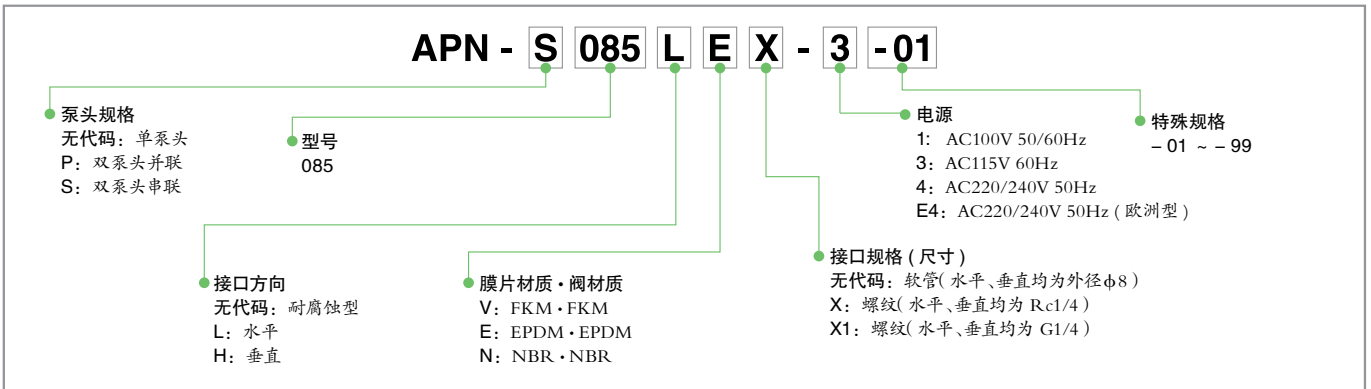 APN - S 085 L E X - 3 - 01
泵头规格
无代码：单泵头
P：双泵头并联
S：双泵头串联
型号
085
电源
1: AC100V 50/60Hz
3：AC115V 60Hz
4：AC220/240V 50Hz
E4：AC220/240V 50Hz ( 欧洲型 )
特殊规格
– 01 ~ – 99
接口方向
无代码：耐腐蚀型
L：水平
H：垂直
膜片材质・阀材质
V：FKM・FKM
E：EPDM・EPDM
N：NBR・NBR
接口规格 ( 尺寸 )
无代码：软管( 水平、垂直均为外径ϕ8 )
X：螺纹( 水平、垂直均为 Rc1/4 )
X1：螺纹( 水平、垂直均为 G1/4 )